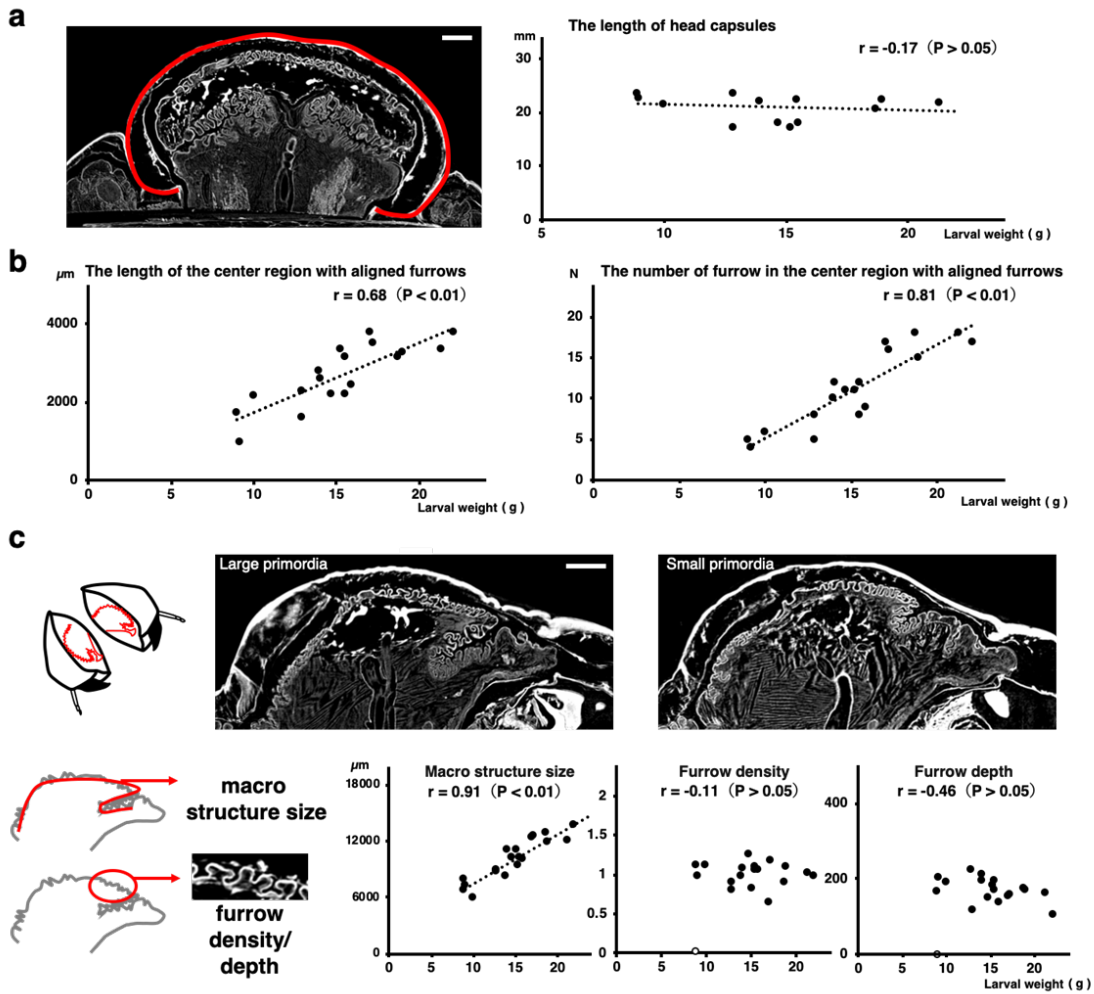 a
The length of head capsules
mm
r = -0.17（P > 0.05）
30
20
10
0
5
10
15
20
Larval weight ( g )
b
µm
The length of the center region with aligned furrows
r = 0.68（P < 0.01）
4000
2000
0
0
5
10
15
20
Larval weight ( g )
N
The number of furrow in the center region with aligned furrows
r = 0.81（P < 0.01）
20
15
10
5
0
0
5
10
15
20
Larval weight ( g )
c
Large primordia
Small primordia
macro
structure size
furrow
density/
depth
µm
Macro structure size
r = 0.91（P < 0.01）
18000
12000
6000
0
0
5
10
15
20
Furrow density
r = -0.11（P > 0.05）
2
1.5
1
0.5
0
0
5
10
15
20
Furrow depth
r = -0.46（P > 0.05）
400
200
0
0
5
10
15
20
Larval weight ( g )